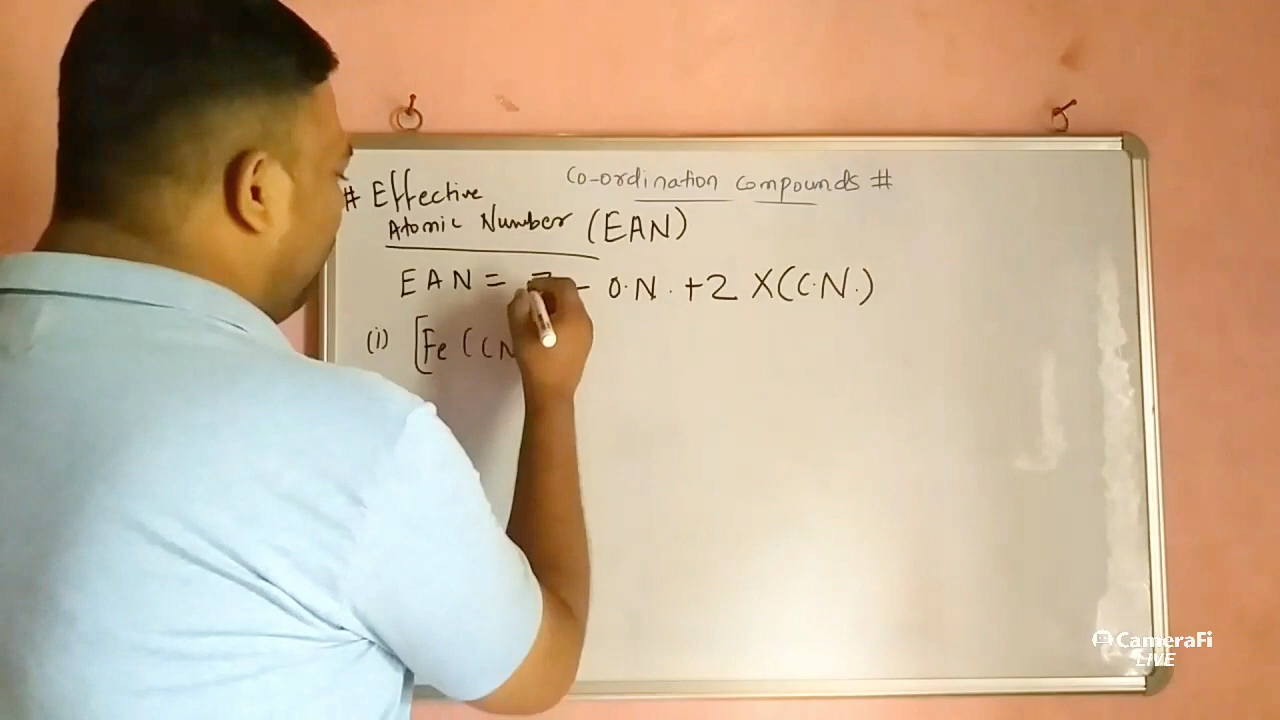 Co-ordination compounds #
# Effective
Atomic Number (EAN)
EAN = Z - O.N. + 2 X (C.N.)
(i) [Fe (CN
CameraFi
LIVE